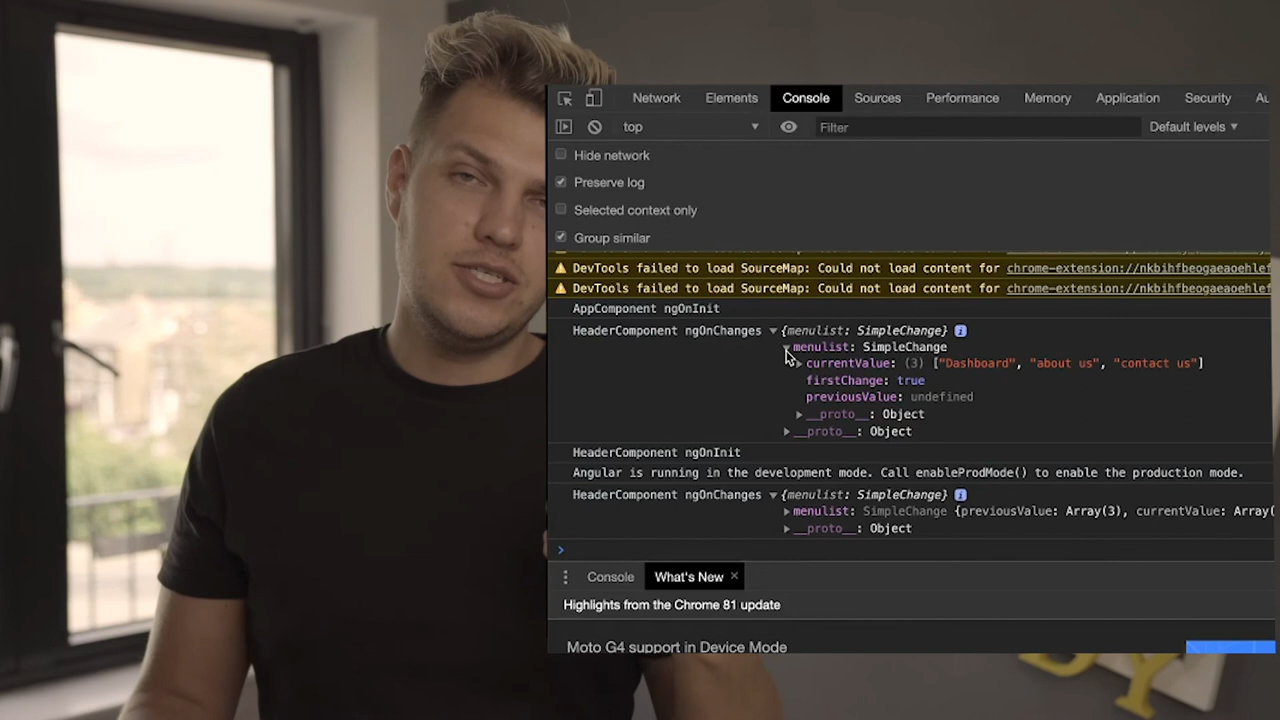 Network Elements Console Sources Performance Memory Application Security Au
top Filter Default levels
Hide network
Preserve log
Selected context only
Group similar
DevTools failed to load SourceMap: Could not load content for chrome-extension://nkbihfbeogaeaoehlef
DevTools failed to load SourceMap: Could not load content for chrome-extension://nkbihfbeogaeaoehlef
AppComponent ngOnInit
HeaderComponent ngOnChanges {menulist: SimpleChange} i
menulist: SimpleChange
currentValue: (3) ["Dashboard", "about us", "contact us"]
firstChange: true
previousValue: undefined
__proto__: Object
__proto__: Object
HeaderComponent ngOnInit
Angular is running in the development mode. Call enableProdMode() to enable the production mode.
HeaderComponent ngOnChanges {menulist: SimpleChange} i
menulist: SimpleChange {previousValue: Array(3), currentValue: Array(
__proto__: Object
>
Console What's New ×
Highlights from the Chrome 81 update
Moto G4 support in Device Mode